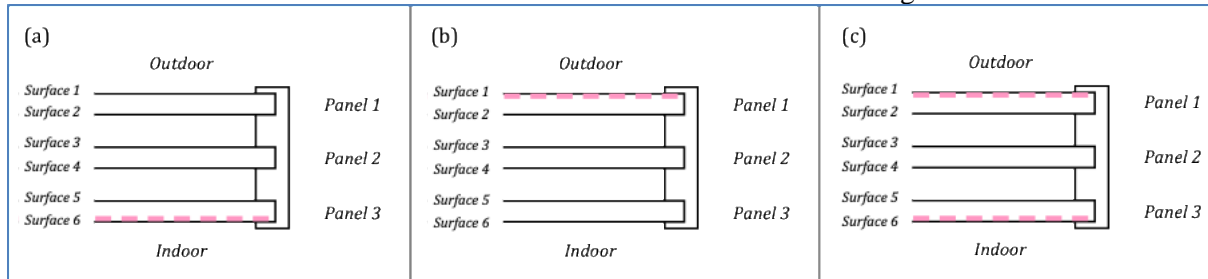 (a)
Outdoor
Surface 1
Surface 2
Panel 1
Surface 3
Surface 4
Panel 2
Surface 5
Surface 6
Panel 3
Indoor
(b)
Outdoor
Surface 1
Surface 2
Panel 1
Surface 3
Surface 4
Panel 2
Surface 5
Surface 6
Panel 3
Indoor
(c)
Outdoor
Surface 1
Surface 2
Panel 1
Surface 3
Surface 4
Panel 2
Surface 5
Surface 6
Panel 3
Indoor